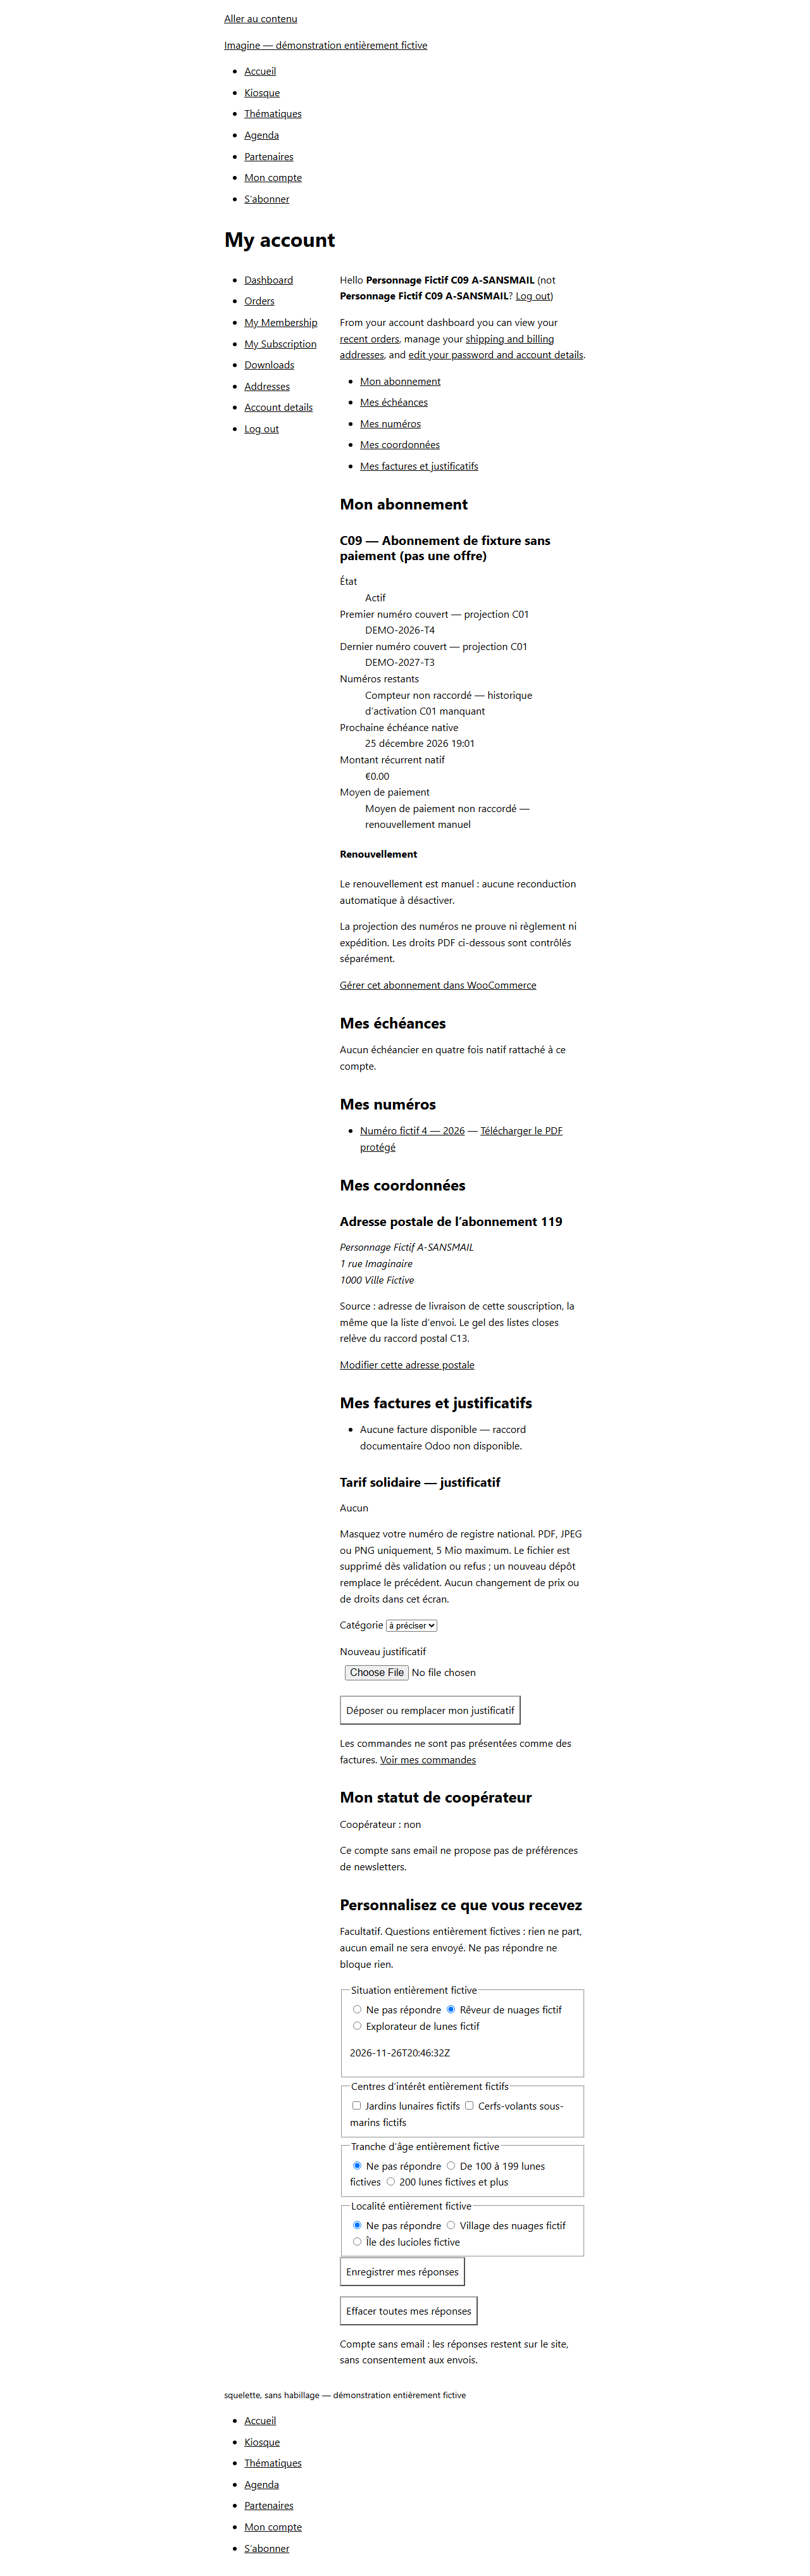 Aller au contenu
Imagine — démonstration entièrement fictive
Accueil
Kiosque
Thématiques
Agenda
Partenaires
Mon compte
S'abonner
My account
Dashboard
Orders
My Membership
My Subscription
Downloads
Addresses
Account details
Log out
Hello Personnage Fictif C09 A-SANSMAIL (not
Personnage Fictif C09 A-SANSMAIL? Log out)
From your account dashboard you can view your
recent orders, manage your shipping and billing
addresses, and edit your password and account details.
Mon abonnement
Mes échéances
Mes numéros
Mes coordonnées
Mes factures et justificatifs
Mon abonnement
C09 — Abonnement de fixture sans
paiement (pas une offre)
État
Actif
Premier numéro couvert — projection C01
DEMO-2026-T4
Dernier numéro couvert — projection C01
DEMO-2027-T3
Numéros restants
Compteur non raccordé — historique
d'activation C01 manquant
Prochaine échéance native
25 décembre 2026 19:01
Montant récurrent natif
€0.00
Moyen de paiement
Moyen de paiement non raccordé —
renouvellement manuel
Renouvellement
Le renouvellement est manuel : aucune reconduction
automatique à désactiver.
La projection des numéros ne prouve ni règlement ni
expédition. Les droits PDF ci-dessous sont contrôlés
séparément.
Gérer cet abonnement dans WooCommerce
Mes échéances
Aucun échéancier en quatre fois natif rattaché à ce
compte.
Mes numéros
Numéro fictif 4 — 2026 — Télécharger le PDF
protégé
Mes coordonnées
Adresse postale de l'abonnement 119
Personnage Fictif A-SANSMAIL
1 rue Imaginaire
1000 Ville Fictive
Source : adresse de livraison de cette souscription, la
même que la liste d'envoi. Le gel des listes closes
relève du raccord postal C13.
Modifier cette adresse postale
Mes factures et justificatifs
Aucune facture disponible — raccord
documentaire Odoo non disponible.
Tarif solidaire — justificatif
Aucun
Masquez votre numéro de registre national. PDF, JPEG
ou PNG uniquement, 5 Mio maximum. Le fichier est
supprimé dès validation ou refus ; un nouveau dépôt
remplace le précédent. Aucun changement de prix ou
de droits dans cet écran.
Catégorie à préciser
Nouveau justificatif
Choose File No file chosen
Déposer ou remplacer mon justificatif
Les commandes ne sont pas présentées comme des
factures. Voir mes commandes
Mon statut de coopérateur
Coopérateur : non
Ce compte sans email ne propose pas de préférences
de newsletters.
Personnalisez ce que vous recevez
Facultatif. Questions entièrement fictives : rien ne part,
aucun email ne sera envoyé. Ne pas répondre ne
bloque rien.
Situation entièrement fictive
Ne pas répondre Rêveur de nuages fictif
Explorateur de lunes fictif
2026-11-26T20:46:32Z
Centres d'intérêt entièrement fictifs
Jardins lunaires fictifs Cerfs-volants sous-
marins fictifs
Tranche d'âge entièrement fictive
Ne pas répondre De 100 à 199 lunes
fictives 200 lunes fictives et plus
Localité entièrement fictive
Ne pas répondre Village des nuages fictif
Île des lucioles fictive
Enregistrer mes réponses
Effacer toutes mes réponses
Compte sans email : les réponses restent sur le site,
sans consentement aux envois.
squelette, sans habillage — démonstration entièrement fictive
Accueil
Kiosque
Thématiques
Agenda
Partenaires
Mon compte
S'abonner